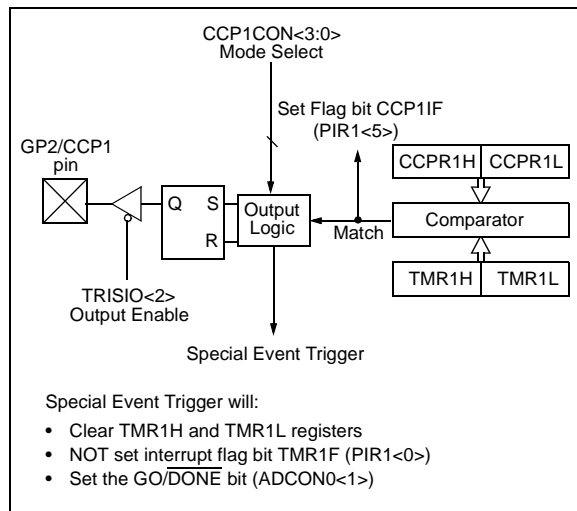 CCP1CON<3:0>
Mode Select
Set Flag bit CCP1IF
(PIR1<5>)
GP2/CCP1
pin
CCPR1H CCPR1L
Q S
R
Output
Logic
Match
Comparator
TRISIO<2>
Output Enable
TMR1H TMR1L
Special Event Trigger
Special Event Trigger will:
• Clear TMR1H and TMR1L registers
• NOT set interrupt flag bit TMR1F (PIR1<0>)
• Set the GO/DONE bit (ADCON0<1>)